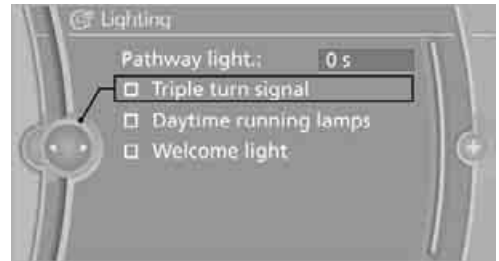 Lighting
Pathway light.: 0 s
Triple turn signal
Daytime running lamps
Welcome light